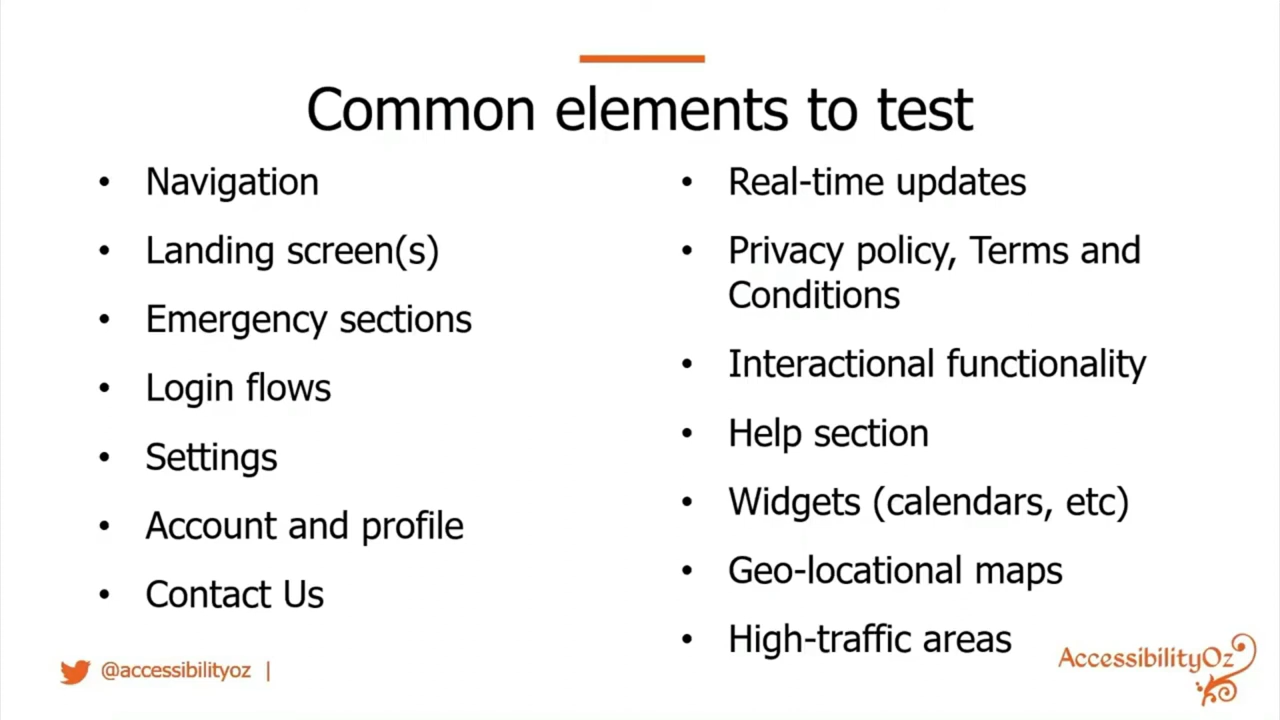 Common elements to test
• Navigation
• Landing screen(s)
• Emergency sections
• Login flows
• Settings
• Account and profile
• Contact Us
• Real-time updates
• Privacy policy, Terms and
Conditions
• Interactional functionality
• Help section
• Widgets (calendars, etc)
• Geo-locational maps
• High-traffic areas
@accessibilityoz |
AccessibilityOz